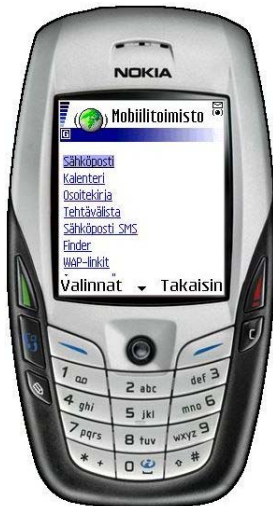 NOKIA
Mobiilitoimisto
G
Sähköposti
Kalenteri
Osoitekirja
Tehtävälista
Sähköposti SMS
Finder
WAP-linkit
Valinnat Takaisin
1
2 abc
def 3
4 ghi
5 jkl
mno 6
7 pqrs
8 tuv
wxyz 9
* +
0
#